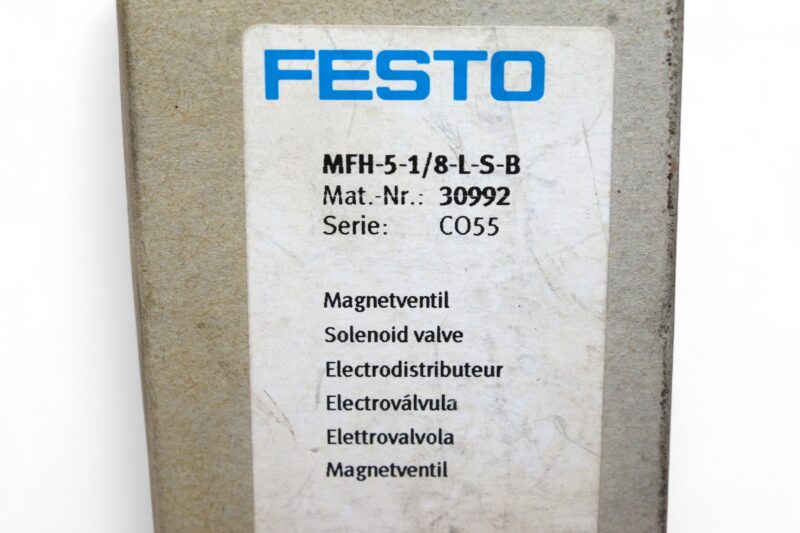 FESTO
MFH-5-1/8-L-S-B
Mat.-Nr.: 30992
Serie: CO55
Magnetventil
Solenoid valve
Electrodistributeur
Electroválvula
Elettrovalvola
Magnetventil